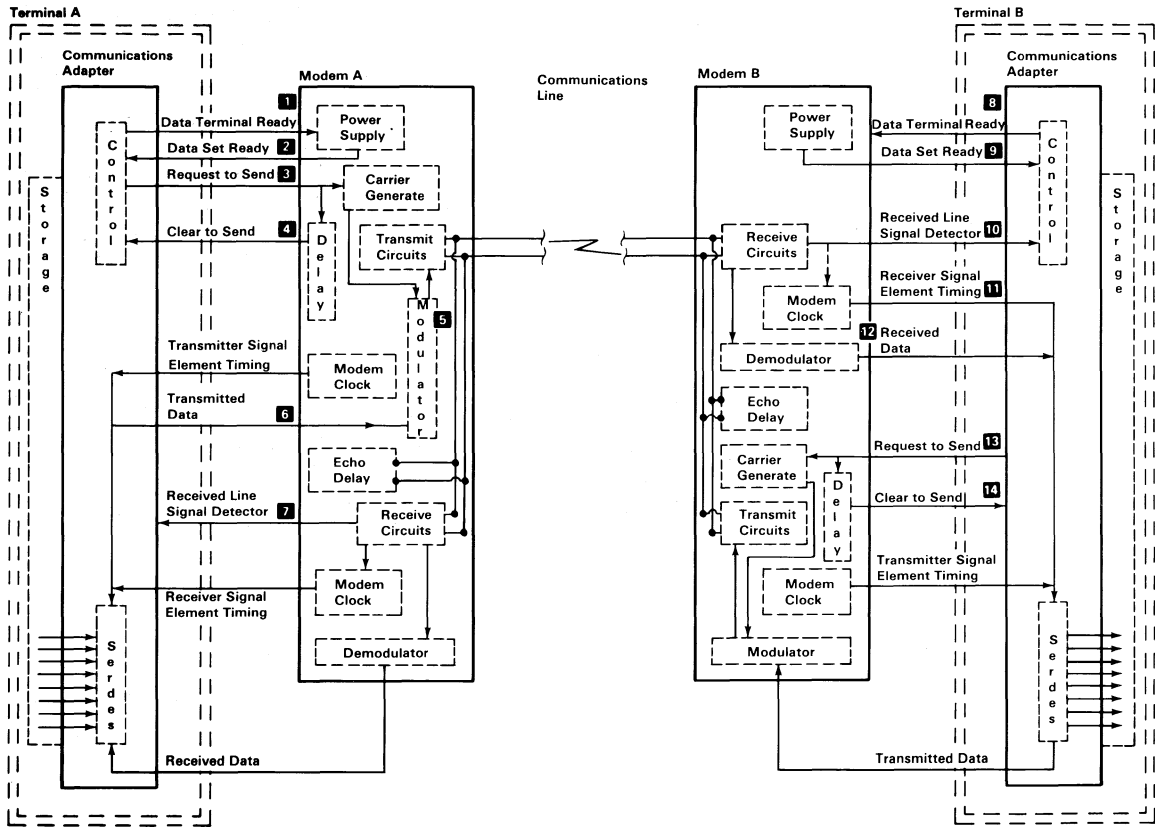 Terminal A
Communications
Adapter
Storage
Control
Serdes
Modem A
1
Data Terminal Ready
Power
Supply
Data Set Ready 2
Request to Send 3
Carrier
Generate
4
Clear to Send
Delay
Transmit
Circuits
Modulator
5
Transmitter Signal
Element Timing
Modem
Clock
Transmitted
Data
6
Echo
Delay
Received Line
Signal Detector 7
Receive
Circuits
Modem
Clock
Receiver Signal
Element Timing
Demodulator
Received Data
Communications
Line
Modem B
Power
Supply
Receive
Circuits
Modem
Clock
Demodulator
Echo
Delay
Carrier
Generate
Delay
Transmit
Circuits
Modem
Clock
Modulator
Terminal B
Communications
Adapter
8
Data Terminal Ready
Data Set Ready 9
Control
Storage
Received Line
Signal Detector 10
Receiver Signal
Element Timing 11
12 Received
Data
Request to Send 13
Clear to Send 14
Transmitter Signal
Element Timing
Serdes
Transmitted Data